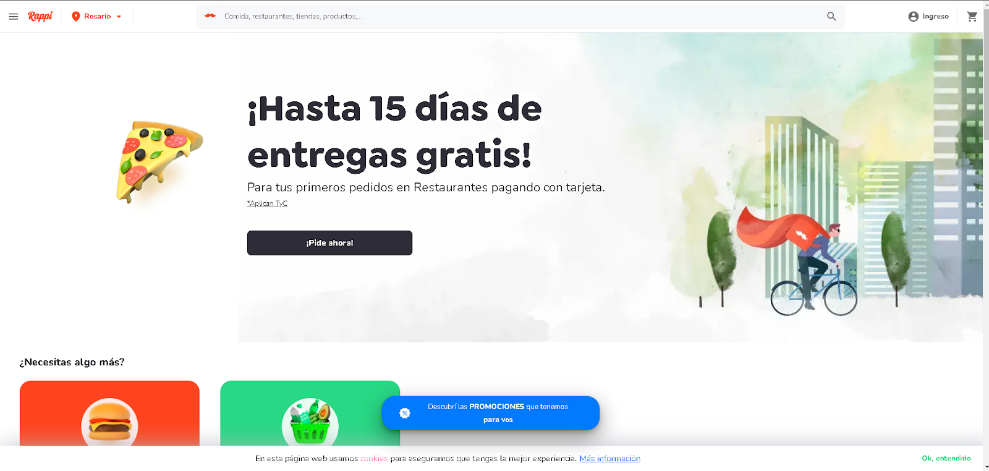 Rappi
Rosario
Comida, restaurantes, tiendas, productos,...
Ingreso
¡Hasta 15 días de
entregas gratis!
Para tus primeros pedidos en Restaurantes pagando con tarjeta.
*Aplican TyC
¡Pide ahora!
¿Necesitas algo más?
Descubrí las PROMOCIONES que tenemos
para vos
En esta página web usamos cookies para asegurarnos que tengas la mejor experiencia. Más información
Ok, entendido